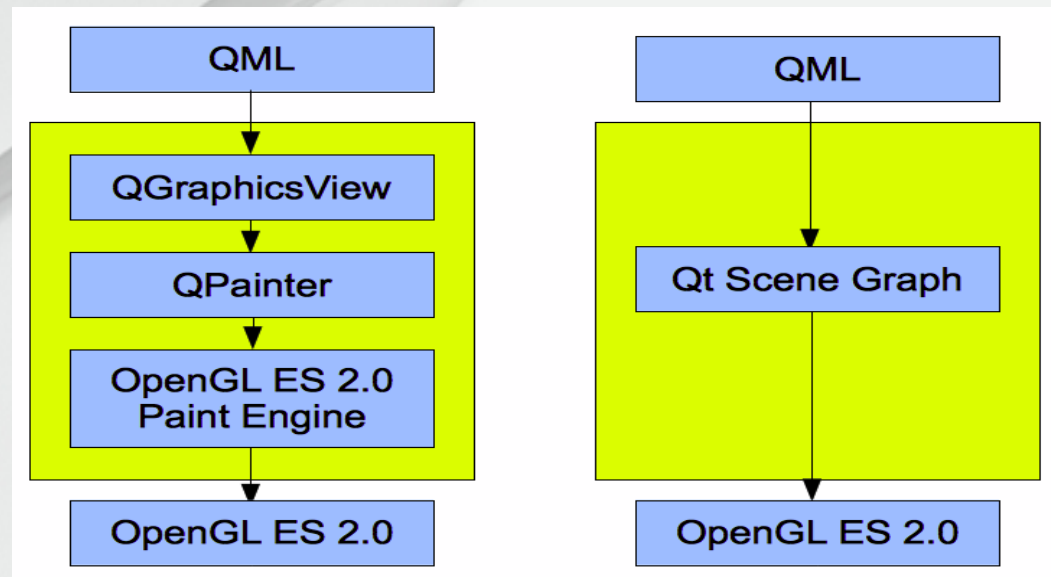 QML
QGraphicsView
QPainter
OpenGL ES 2.0
Paint Engine
OpenGL ES 2.0
QML
Qt Scene Graph
OpenGL ES 2.0